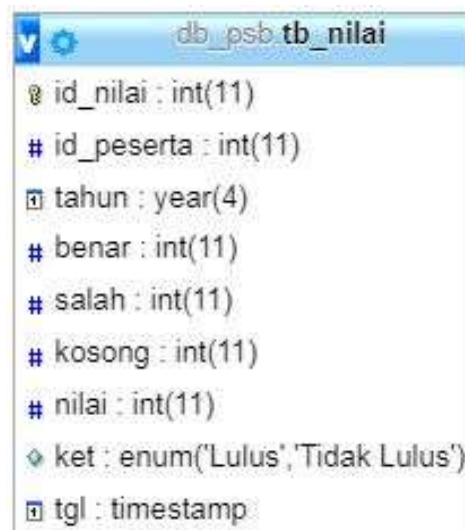 db_psb tb_nilai
id_nilai : int(11)
# id_peserta : int(11)
tahun : year(4)
# benar : int(11)
# salah : int(11)
# kosong : int(11)
# nilai : int(11)
ket : enum('Lulus','Tidak Lulus')
tgl : timestamp